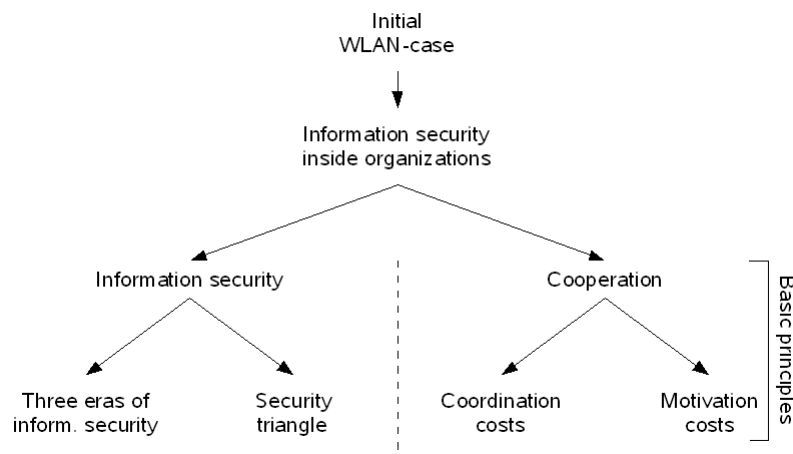 Initial
WLAN-case
Information security
inside organizations
Information security
Cooperation
Three eras of
inform. security
Security
triangle
Coordination
costs
Motivation
costs
Basic principles